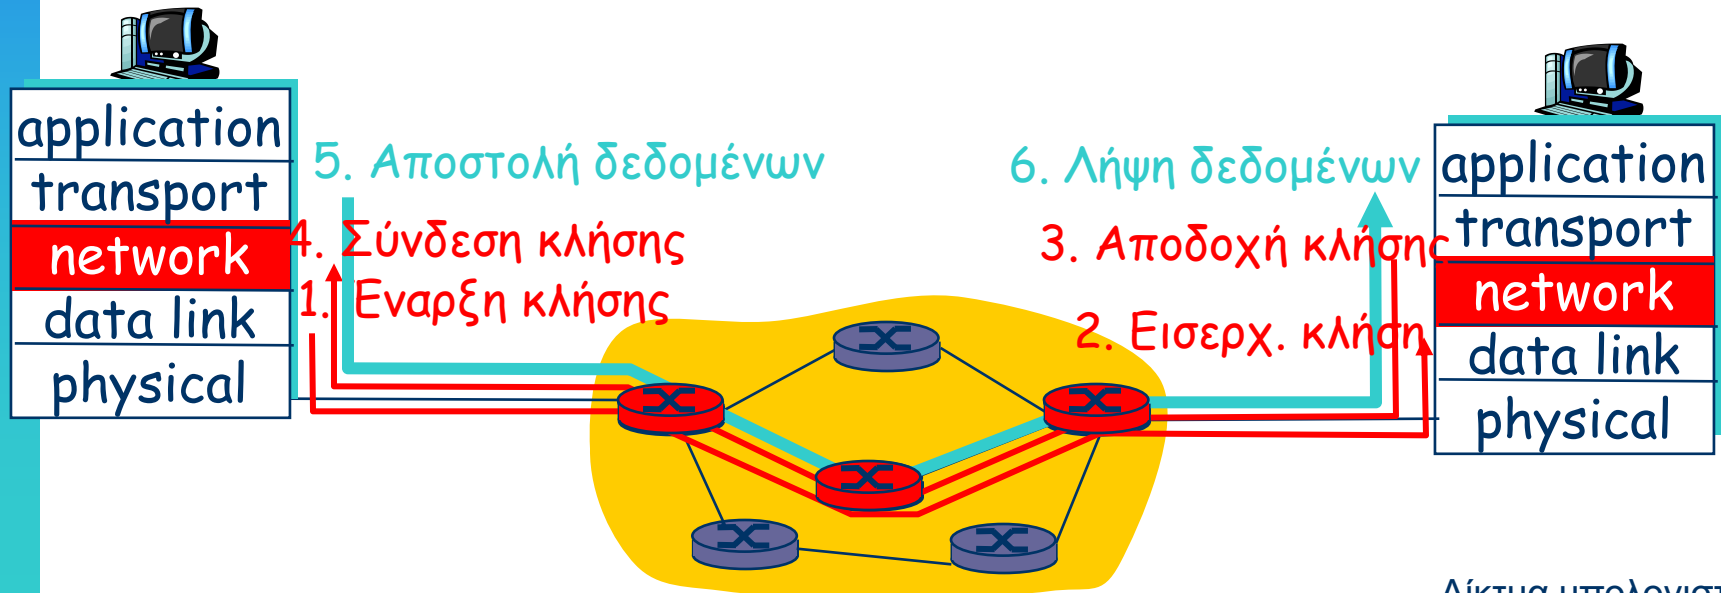 application
transport
network
data link
physical
5. Αποστολή δεδομένων
4. Σύνδεση κλήσης
1. Έναρξη κλήσης
6. Λήψη δεδομένων
3. Αποδοχή κλήσης
2. Εισερχ. κλήση
application
transport
network
data link
physical